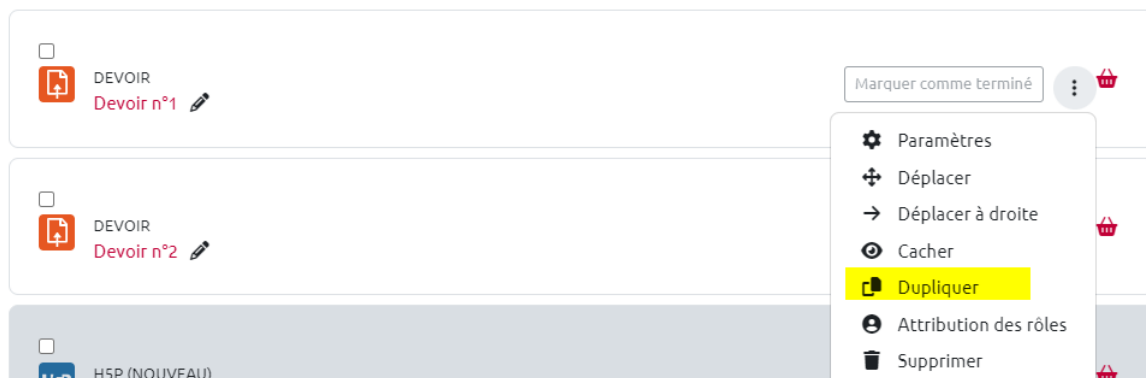 DEVOIR
Devoir n°1
Marquer comme terminé
Paramètres
Déplacer
Déplacer à droite
Cacher
Dupliquer
Attribution des rôles
Supprimer
DEVOIR
Devoir n°2
H5P (NOUVEAU)